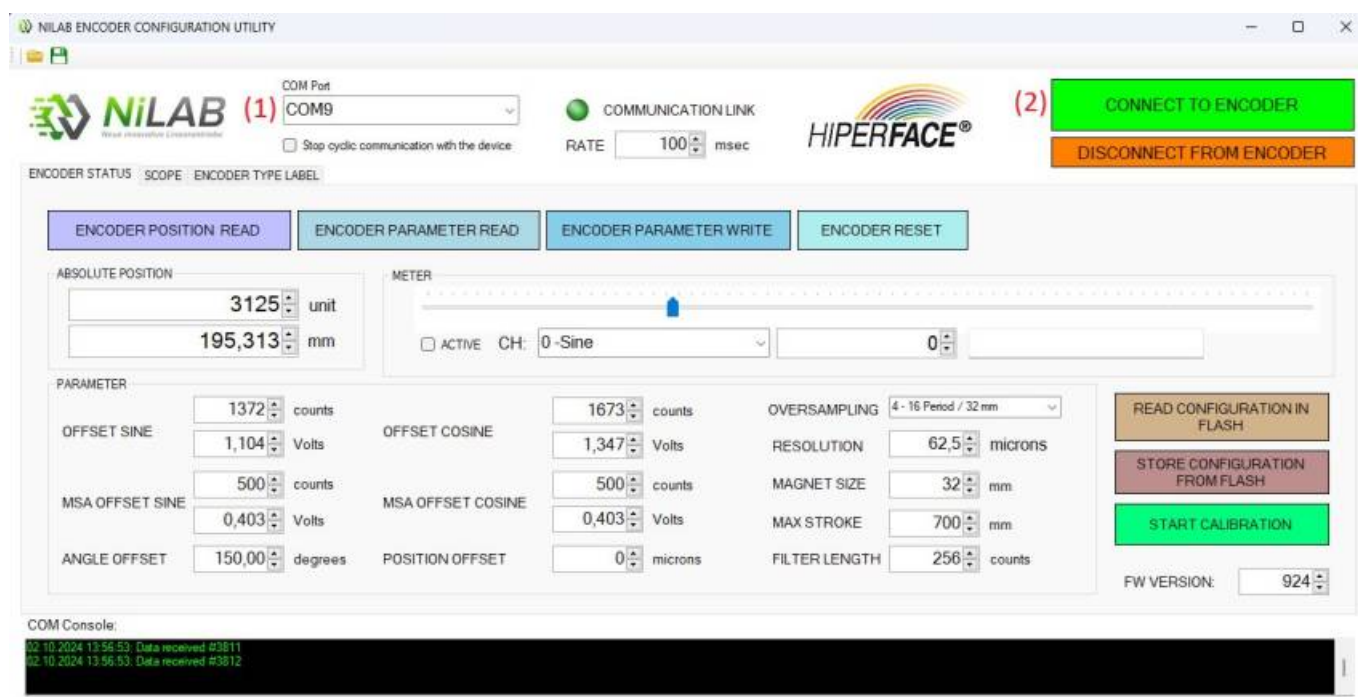 NILAB ENCODER CONFIGURATION UTILITY
NiLAB
(1)
COM Port
COM9
Stop cyclic communication with the device
COMMUNICATION LINK
RATE 100 msec
HIPERFACE®
(2)
CONNECT TO ENCODER
DISCONNECT FROM ENCODER
ENCODER STATUS SCOPE ENCODER TYPE LABEL
ENCODER POSITION READ ENCODER PARAMETER READ ENCODER PARAMETER WRITE ENCODER RESET
ABSOLUTE POSITION
3125 unit
195,313 mm
METER
ACTIVE CH: 0 -Sine 0
PARAMETER
OFFSET SINE
1372 counts
1,104 Volts
MSA OFFSET SINE
500 counts
0,403 Volts
ANGLE OFFSET 150,00 degrees
OFFSET COSINE
1673 counts
1,347 Volts
MSA OFFSET COSINE
500 counts
0,403 Volts
POSITION OFFSET 0 microns
OVERSAMPLING 4 - 16 Period / 32 mm
RESOLUTION 62,5 microns
MAGNET SIZE 32 mm
MAX STROKE 700 mm
FILTER LENGTH 256 counts
READ CONFIGURATION IN
FLASH
STORE CONFIGURATION
FROM FLASH
START CALIBRATION
FW VERSION: 924
COM Console:
02.10.2024 13:56:53: Data received #3811
02.10.2024 13:56:53: Data received #3812